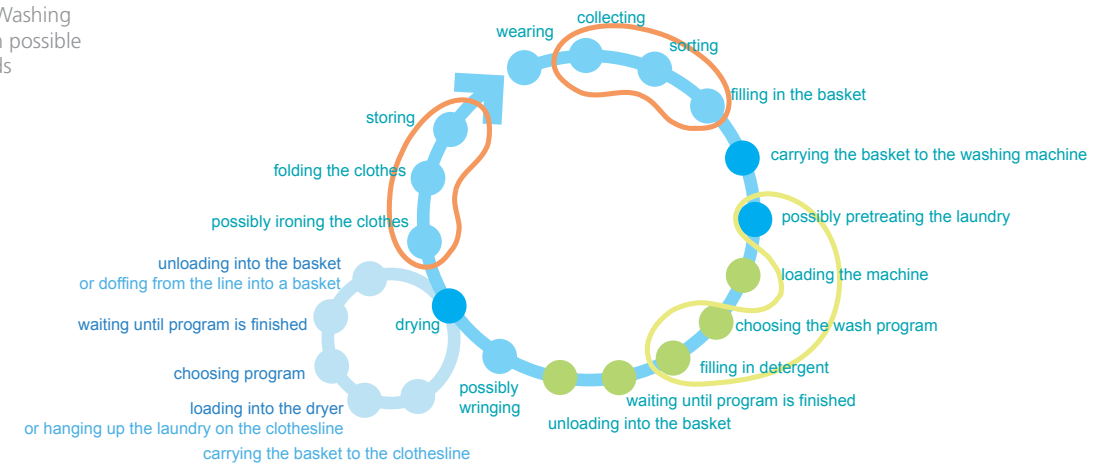 Washing
possible
wearing
collecting
sorting
filling in the basket
carrying the basket to the washing machine
possibly pretreating the laundry
loading the machine
choosing the wash program
filling in detergent
waiting until program is finished
unloading into the basket
possibly
wringing
drying
carrying the basket to the clothesline
loading into the dryer
or hanging up the laundry on the clothesline
choosing program
waiting until program is finished
unloading into the basket
or doffing from the line into a basket
possibly ironing the clothes
folding the clothes
storing